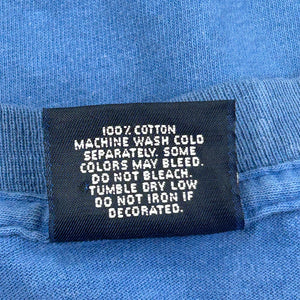 100% COTTON
MACHINE WASH COLD
SEPARATELY. SOME
COLORS MAY BLEED.
DO NOT BLEACH.
TUMBLE DRY LOW
DO NOT IRON IF
DECORATED.